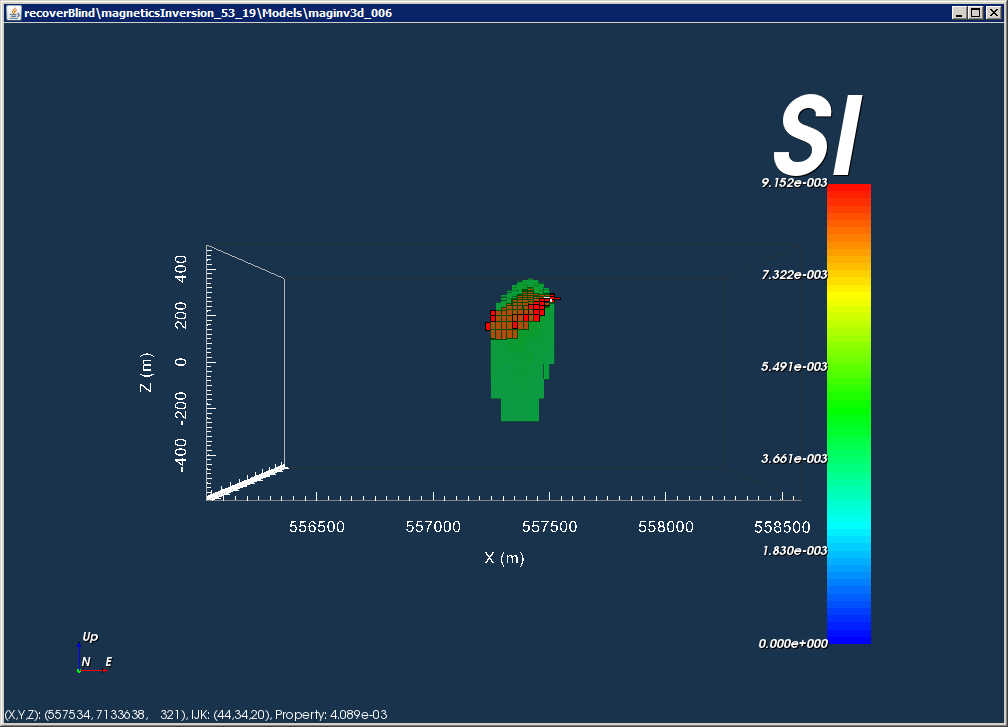 recoverBlind\magneticsInversion_53_19\Models\maginv3d_006
SI
9.152e-003
7.322e-003
5.491e-003
3.661e-003
1.830e-003
0.000e+000
400
200
0
-200
-400
Z (m)
556500 557000 557500 558000 558500
X (m)
Up
N E
(X,Y,Z): (557534, 7133638, 321), IJK: (44,34,20), Property: 4.089e-03